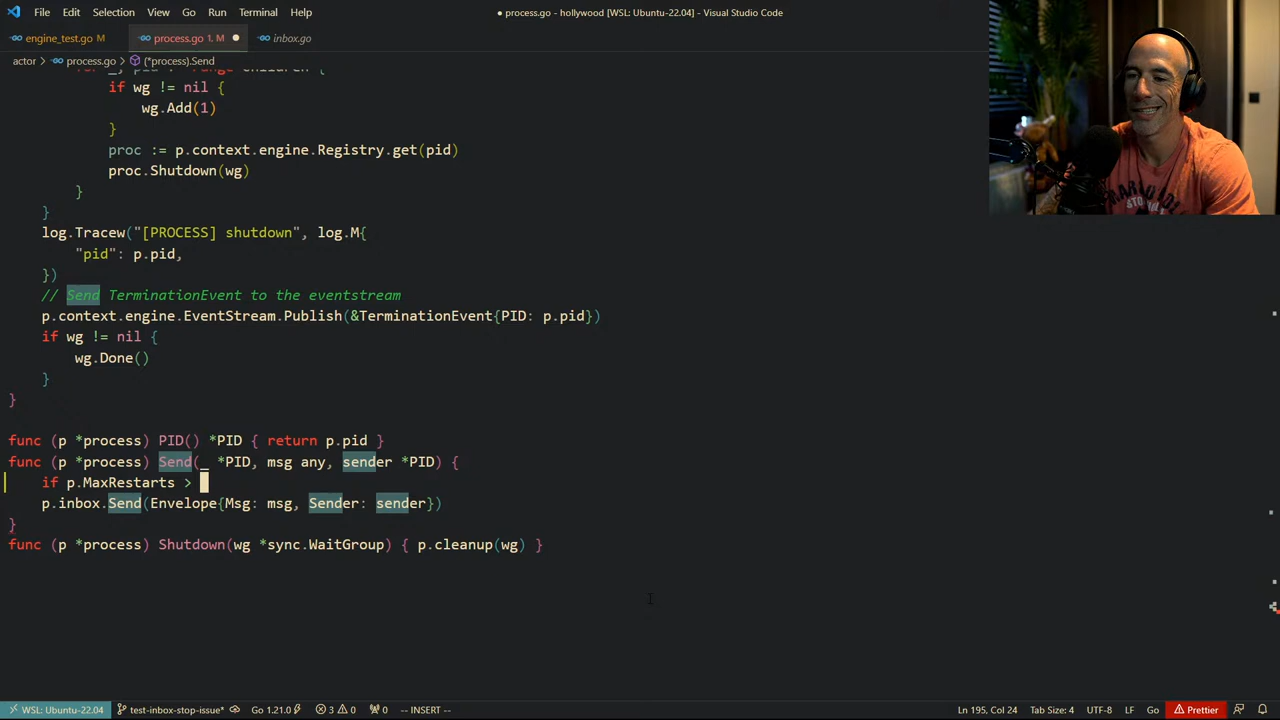 File Edit Selection View Go Run Terminal Help
● process.go - hollywood [WSL: Ubuntu-22.04] - Visual Studio Code
engine_test.go M process.go 1, M ● inbox.go
actor > process.go > (*process).Send
if wg != nil {
wg.Add(1)
}
proc := p.context.engine.Registry.get(pid)
proc.Shutdown(wg)
}
}
log.Tracew("[PROCESS] shutdown", log.M{
"pid": p.pid,
})
// Send TerminationEvent to the eventstream
p.context.engine.EventStream.Publish(&TerminationEvent{PID: p.pid})
if wg != nil {
wg.Done()
}
}
func (p *process) PID() *PID { return p.pid }
func (p *process) Send(_ *PID, msg any, sender *PID) {
if p.MaxRestarts >
p.inbox.Send(Envelope{Msg: msg, Sender: sender})
}
func (p *process) Shutdown(wg *sync.WaitGroup) { p.cleanup(wg) }
WSL: Ubuntu-22.04 test-inbox-stop-issue* Go 1.21.0 3 0 0 -- INSERT -- Ln 195, Col 24 Tab Size: 4 UTF-8 LF Go Prettier